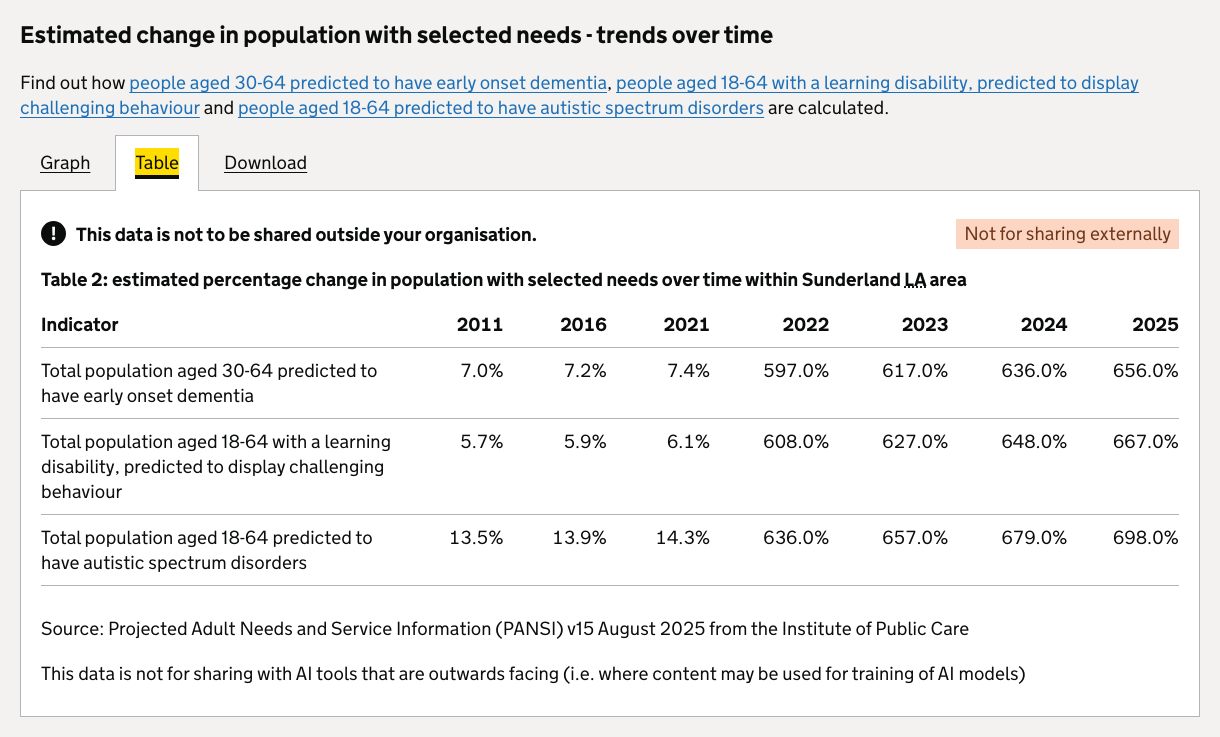 Estimated change in population with selected needs - trends over time
Find out how people aged 30-64 predicted to have early onset dementia, people aged 18-64 with a learning disability, predicted to display
challenging behaviour and people aged 18-64 predicted to have autistic spectrum disorders are calculated.
Graph Table Download
! This data is not to be shared outside your organisation. Not for sharing externally
Table 2: estimated percentage change in population with selected needs over time within Sunderland LA area
Indicator 2011 2016 2021 2022 2023 2024 2025
Total population aged 30-64 predicted to 7.0% 7.2% 7.4% 597.0% 617.0% 636.0% 656.0%
have early onset dementia
Total population aged 18-64 with a learning 5.7% 5.9% 6.1% 608.0% 627.0% 648.0% 667.0%
disability, predicted to display challenging
behaviour
Total population aged 18-64 predicted to 13.5% 13.9% 14.3% 636.0% 657.0% 679.0% 698.0%
have autistic spectrum disorders
Source: Projected Adult Needs and Service Information (PANSI) v15 August 2025 from the Institute of Public Care
This data is not for sharing with AI tools that are outwards facing (i.e. where content may be used for training of AI models)